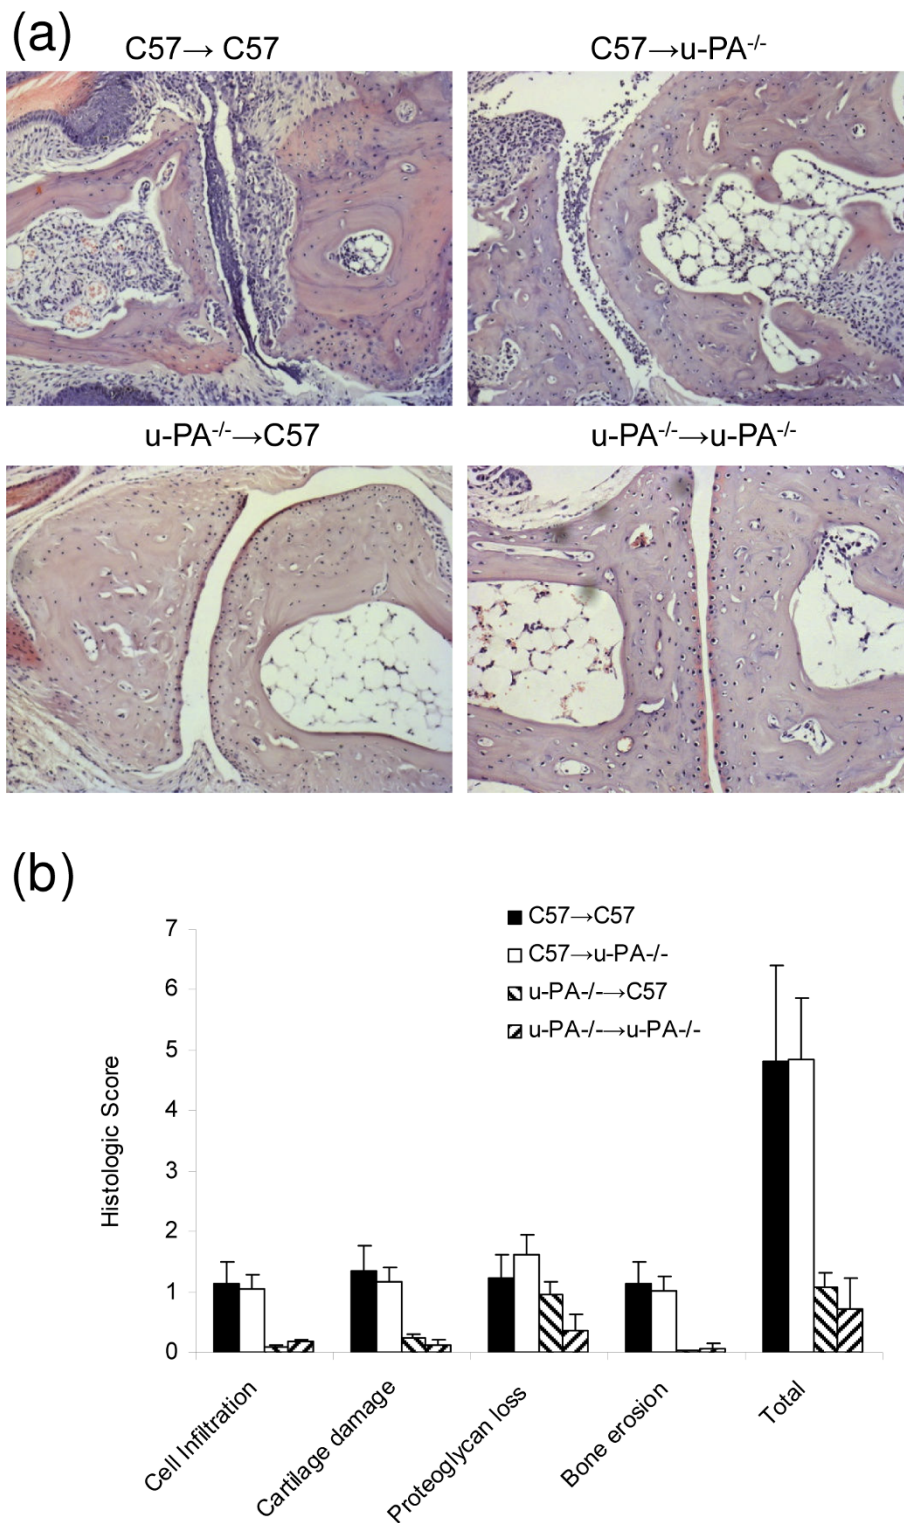 (a)
C57→ C57
C57→u-PA⁻/⁻
u-PA⁻/⁻→C57
u-PA⁻/⁻→u-PA⁻/⁻
(b)
C57→C57
C57→u-PA-/-
u-PA-/-→C57
u-PA-/-→u-PA-/-
Histologic Score
7
6
5
4
3
2
1
0
Cell Infiltration
Cartilage damage
Proteoglycan loss
Bone erosion
Total